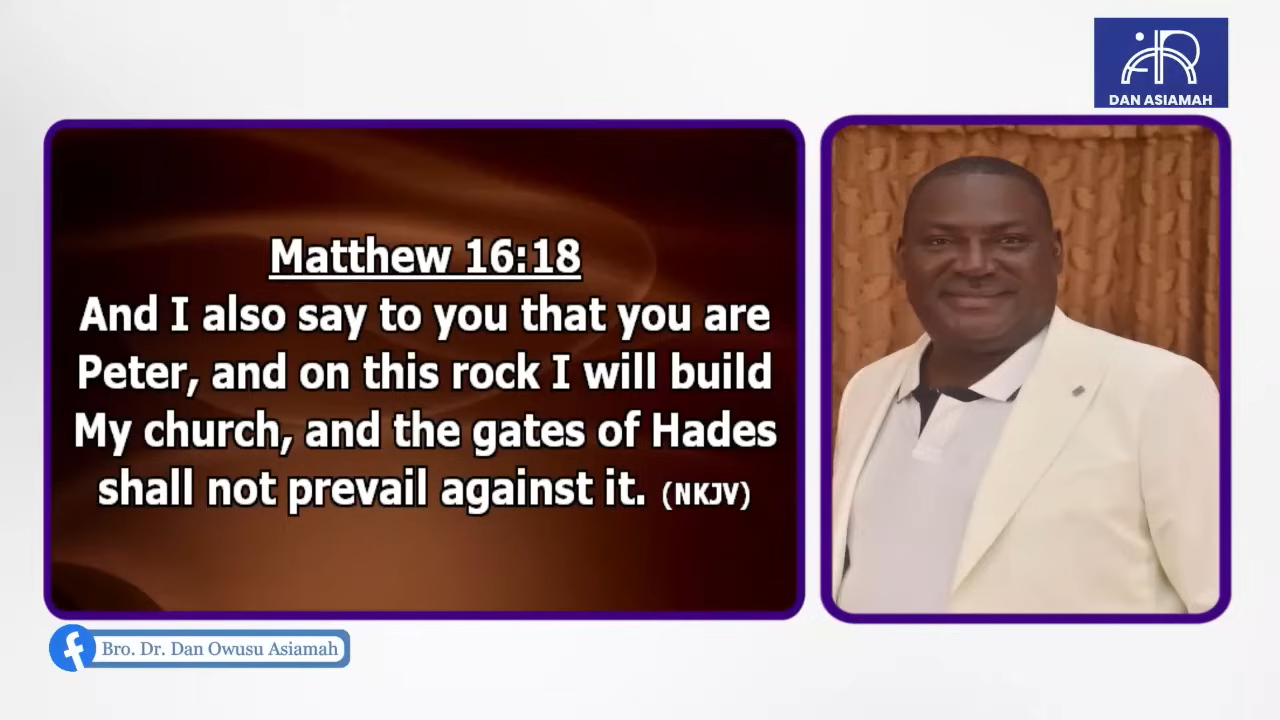 DAN ASIAMAH
Matthew 16:18
And I also say to you that you are
Peter, and on this rock I will build
My church, and the gates of Hades
shall not prevail against it. (NKJV)
Bro. Dr. Dan Owusu Asiamah